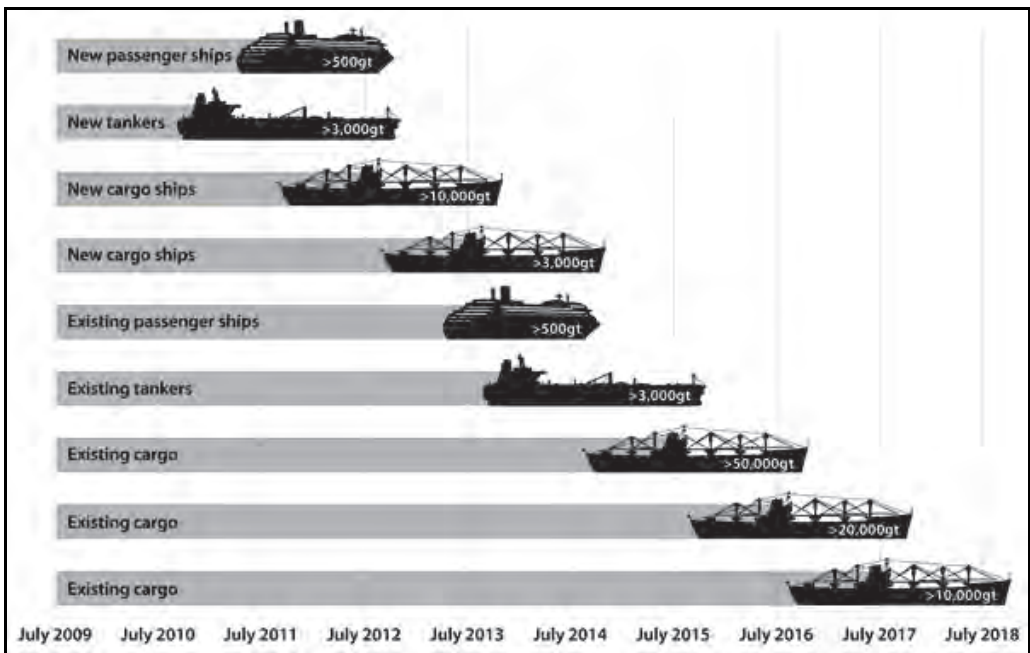 New passenger ships >500gt
New tankers >3,000gt
New cargo ships >10,000gt
New cargo ships >3,000gt
Existing passenger ships >500gt
Existing tankers >3,000gt
Existing cargo >50,000gt
Existing cargo >20,000gt
Existing cargo >10,000gt
July 2009 July 2010 July 2011 July 2012 July 2013 July 2014 July 2015 July 2016 July 2017 July 2018